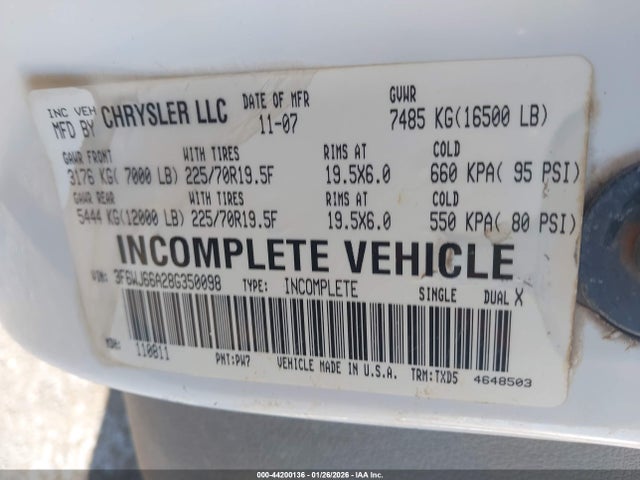 INC VEH
MFD BY CHRYSLER LLC DATE OF MFR 11-07 GVWR 7485 KG(16500 LB)
GAWR FRONT WITH TIRES RIMS AT COLD
3176 KG( 7000 LB) 225/70R19.5F 19.5X6.0 660 KPA( 95 PSI)
GAWR REAR WITH TIRES RIMS AT COLD
5444 KG(12000 LB) 225/70R19.5F 19.5X6.0 550 KPA( 80 PSI)
INCOMPLETE VEHICLE
VIN: 3F6WJ66A28G350098 TYPE: INCOMPLETE SINGLE DUAL X
MDH: 110811 PNT:PW7 VEHICLE MADE IN U.S.A. TRM:TXD5 4648503
000-44200136 - 01/26/2026 - IAA Inc. Copyright